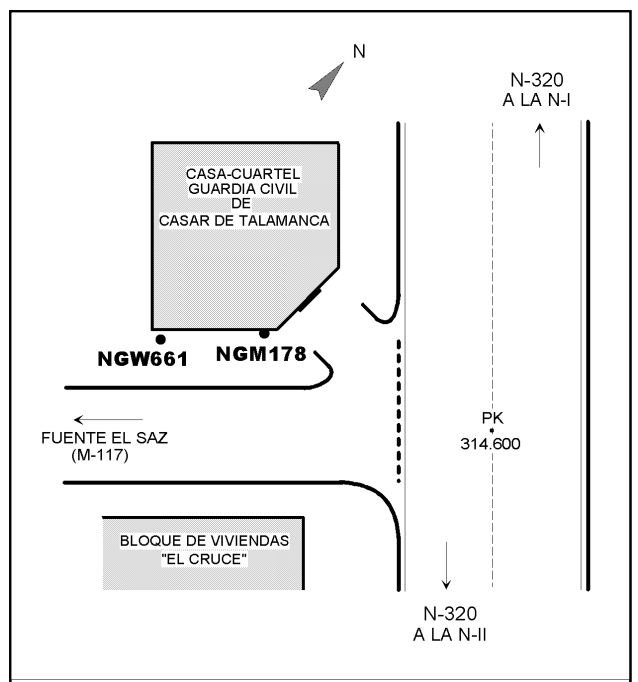 N
N-320
A LA N-I
CASA-CUARTEL
GUARDIA CIVIL
DE
CASAR DE TALAMANCA
NGW661
NGM178
FUENTE EL SAZ
(M-117)
PK
314.600
BLOQUE DE VIVIENDAS
"EL CRUCE"
N-320
A LA N-II